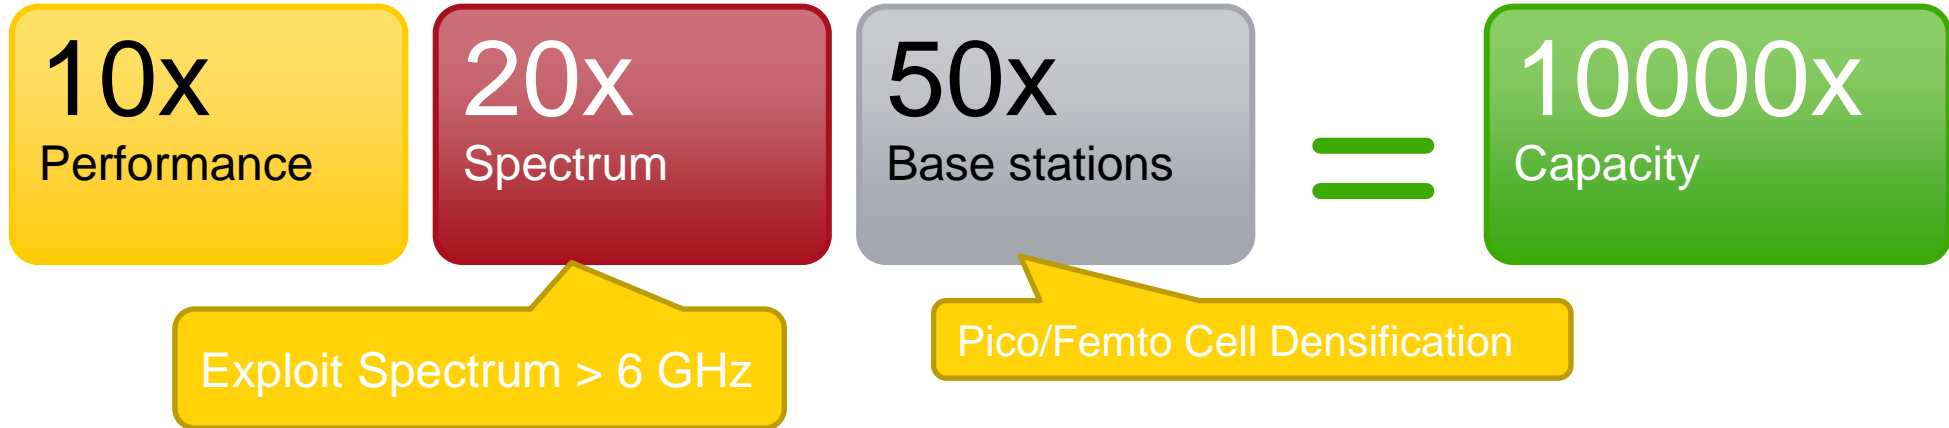 10x
Performance
20x
Spectrum
50x
Base stations
=
10000x
Capacity
Exploit Spectrum > 6 GHz
Pico/Femto Cell Densification